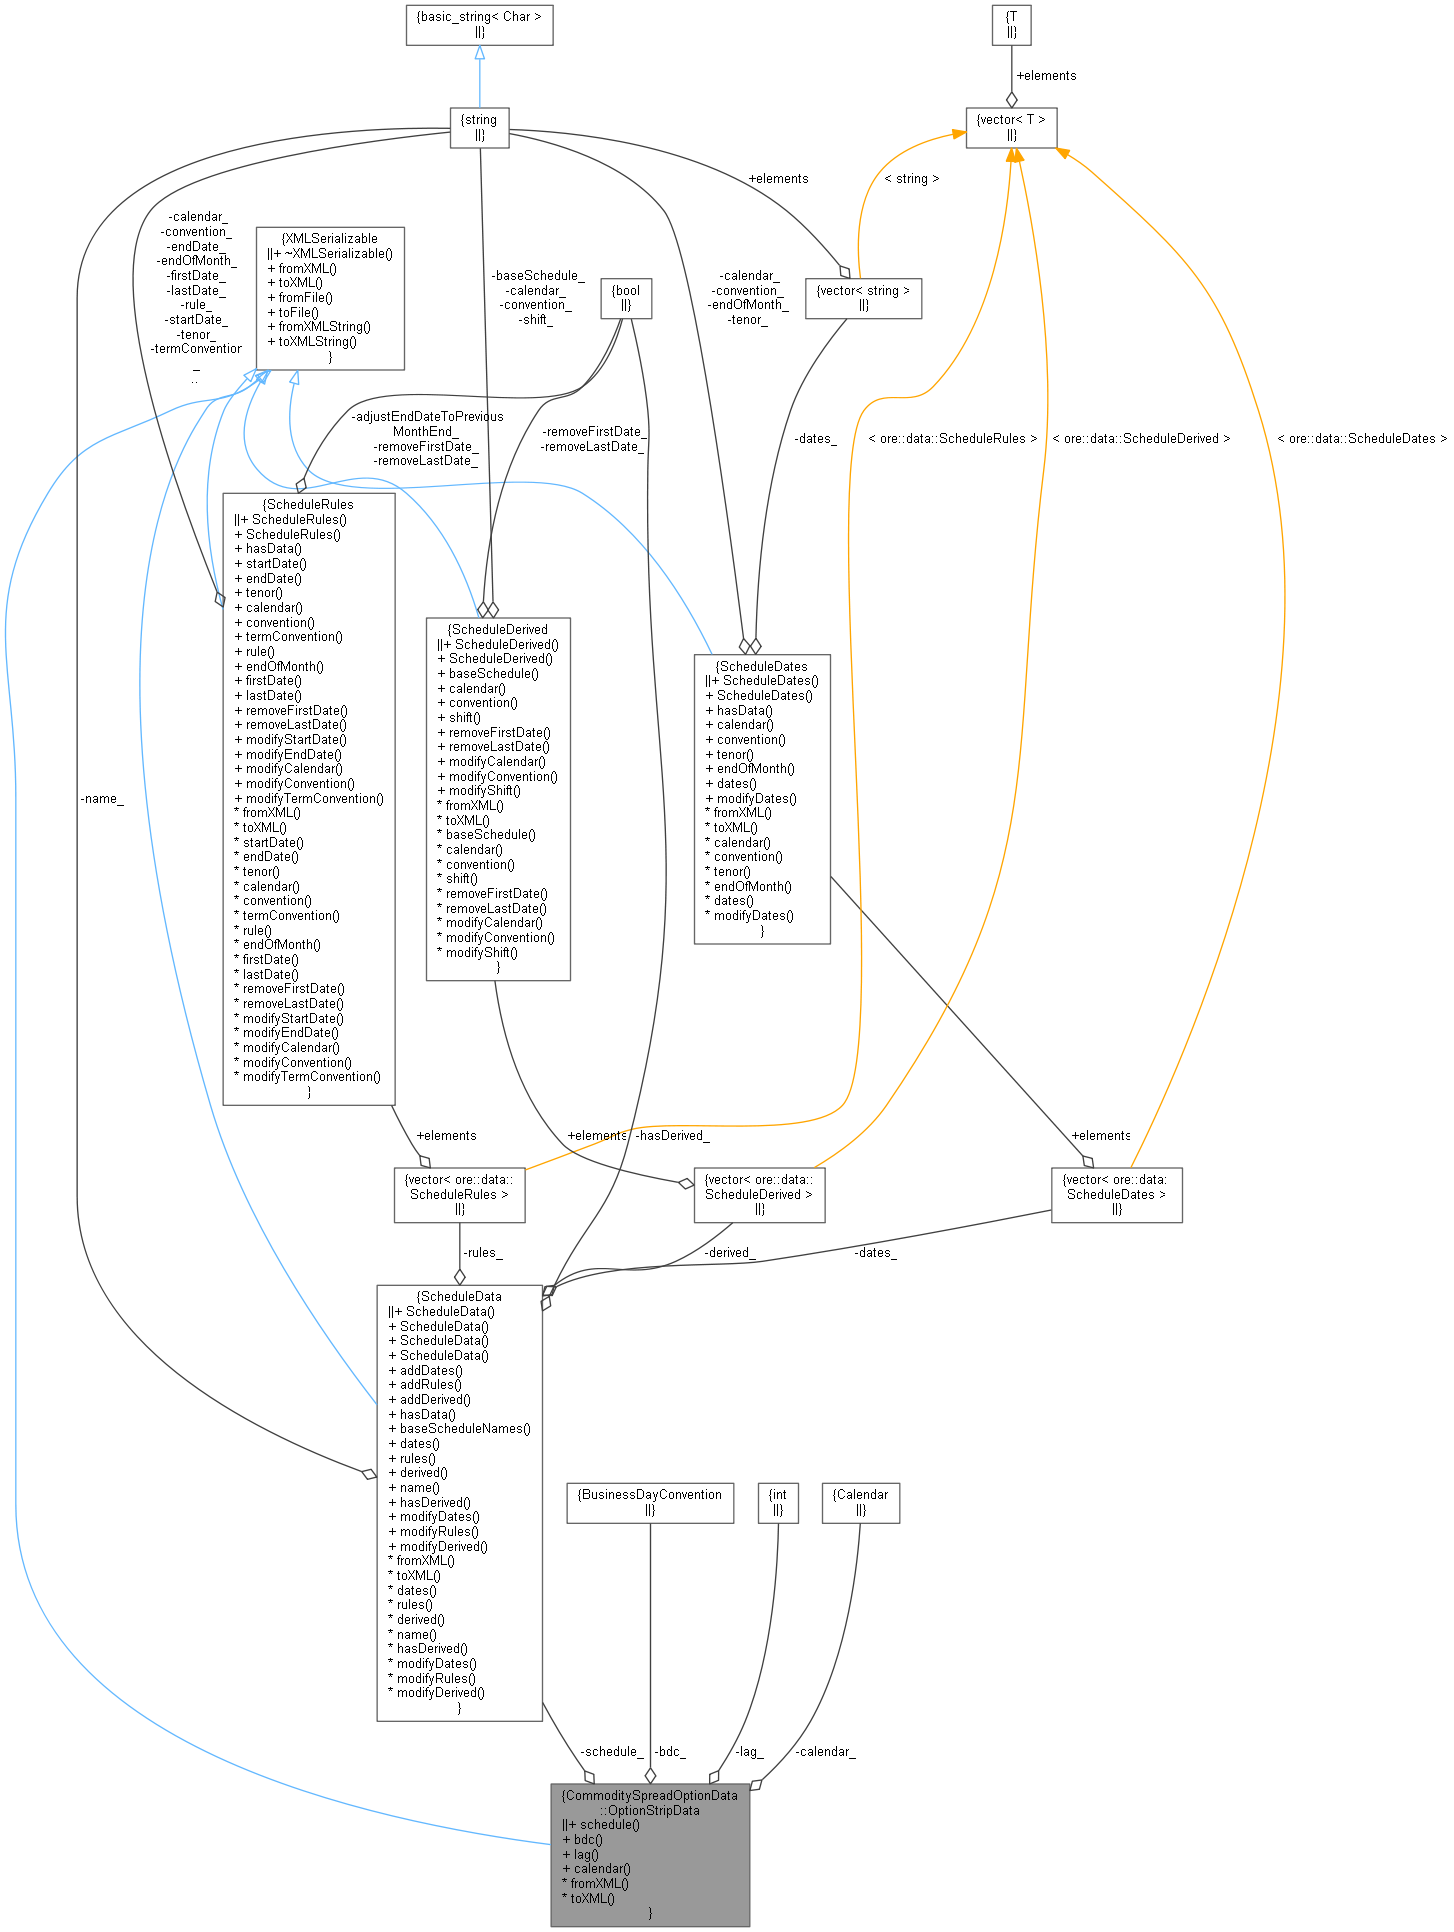 {basic_string< Char >
||}
{T
||}
+elements
{string
||}
{vector< T >
||}
+elements
< string >
-calendar_
-convention_
-endDate_
-endOfMonth_
-firstDate_
-lastDate_
-rule_
-startDate_
-tenor_
-termConvention
_
..
{XMLSerializable
||+ ~XMLSerializable()
+ fromXML()
+ toXML()
+ fromFile()
+ toFile()
+ fromXMLString()
+ toXMLString()
}
-baseSchedule_
-calendar_
-convention_
-shift_
{bool
||}
-calendar_
-convention_
-endOfMonth_
-tenor_
{vector< string >
||}
-adjustEndDateToPrevious
MonthEnd_
-removeFirstDate_
-removeLastDate_
-removeFirstDate_
-removeLastDate_
-dates_
< ore::data::ScheduleRules >
< ore::data::ScheduleDerived >
< ore::data::ScheduleDates >
{ScheduleRules
||+ ScheduleRules()
+ ScheduleRules()
+ hasData()
+ startDate()
+ endDate()
+ tenor()
+ calendar()
+ convention()
+ termConvention()
+ rule()
+ endOfMonth()
+ firstDate()
+ lastDate()
+ removeFirstDate()
+ removeLastDate()
+ modifyStartDate()
+ modifyEndDate()
+ modifyCalendar()
+ modifyConvention()
+ modifyTermConvention()
* fromXML()
* toXML()
* startDate()
* endDate()
* tenor()
* calendar()
* convention()
* termConvention()
* rule()
* endOfMonth()
* firstDate()
* lastDate()
* removeFirstDate()
* removeLastDate()
* modifyStartDate()
* modifyEndDate()
* modifyCalendar()
* modifyConvention()
* modifyTermConvention()
}
{ScheduleDerived
||+ ScheduleDerived()
+ ScheduleDerived()
+ baseSchedule()
+ calendar()
+ convention()
+ shift()
+ removeFirstDate()
+ removeLastDate()
+ modifyCalendar()
+ modifyConvention()
+ modifyShift()
* fromXML()
* toXML()
* baseSchedule()
* calendar()
* convention()
* shift()
* removeFirstDate()
* removeLastDate()
* modifyCalendar()
* modifyConvention()
* modifyShift()
}
{ScheduleDates
||+ ScheduleDates()
+ ScheduleDates()
+ hasData()
+ calendar()
+ convention()
+ tenor()
+ endOfMonth()
+ dates()
+ modifyDates()
* fromXML()
* toXML()
* calendar()
* convention()
* tenor()
* endOfMonth()
* dates()
* modifyDates()
}
-name_
+elements
+elements
-hasDerived_
+elements
{vector< ore::data::
ScheduleRules >
||}
{vector< ore::data::
ScheduleDerived >
||}
{vector< ore::data:
ScheduleDates >
||}
-rules_
-derived_
-dates_
{ScheduleData
||+ ScheduleData()
+ ScheduleData()
+ ScheduleData()
+ ScheduleData()
+ addDates()
+ addRules()
+ addDerived()
+ hasData()
+ baseScheduleNames()
+ dates()
+ rules()
+ derived()
+ name()
+ hasDerived()
+ modifyDates()
+ modifyRules()
+ modifyDerived()
* fromXML()
* toXML()
* dates()
* rules()
* derived()
* name()
* hasDerived()
* modifyDates()
* modifyRules()
* modifyDerived()
}
{BusinessDayConvention
||}
{int
||}
{Calendar
||}
-schedule_
-bdc_
-lag_
-calendar_
{CommoditySpreadOptionData
::OptionStripData
||+ schedule()
+ bdc()
+ lag()
+ calendar()
* fromXML()
* toXML()
}